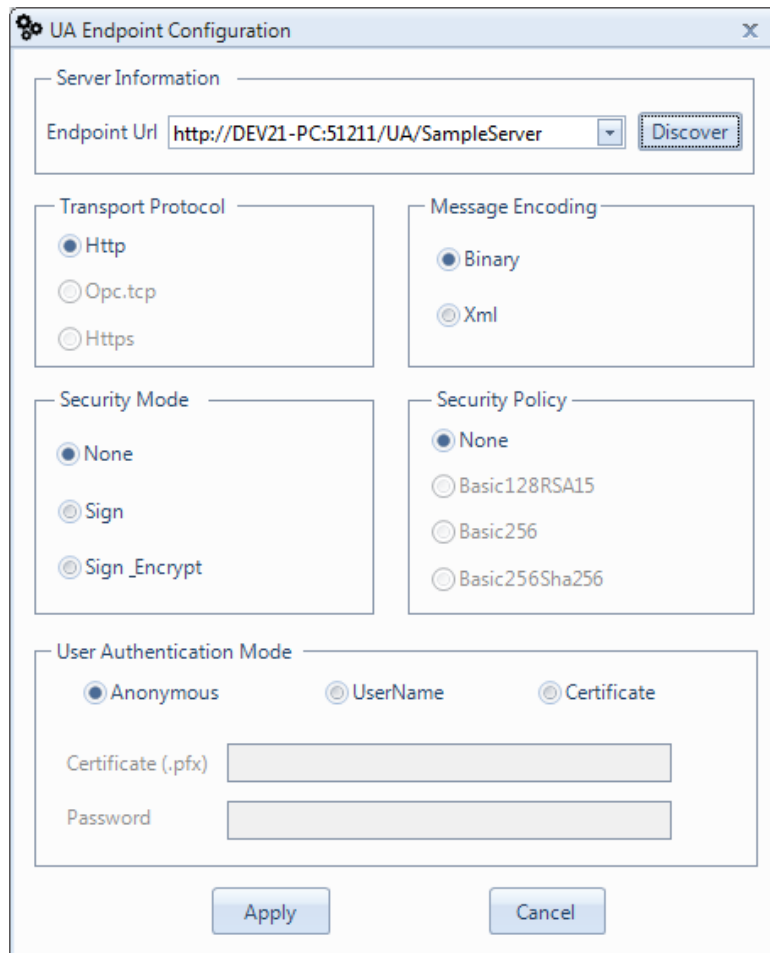 UA Endpoint Configuration
Server Information
Endpoint Url http://DEV21-PC:51211/UA/SampleServer Discover
Transport Protocol
Http
Opc.tcp
Https
Message Encoding
Binary
Xml
Security Mode
None
Sign
Sign _Encrypt
Security Policy
None
Basic128RSA15
Basic256
Basic256Sha256
User Authentication Mode
Anonymous UserName Certificate
Certificate (.pfx)
Password
Apply Cancel